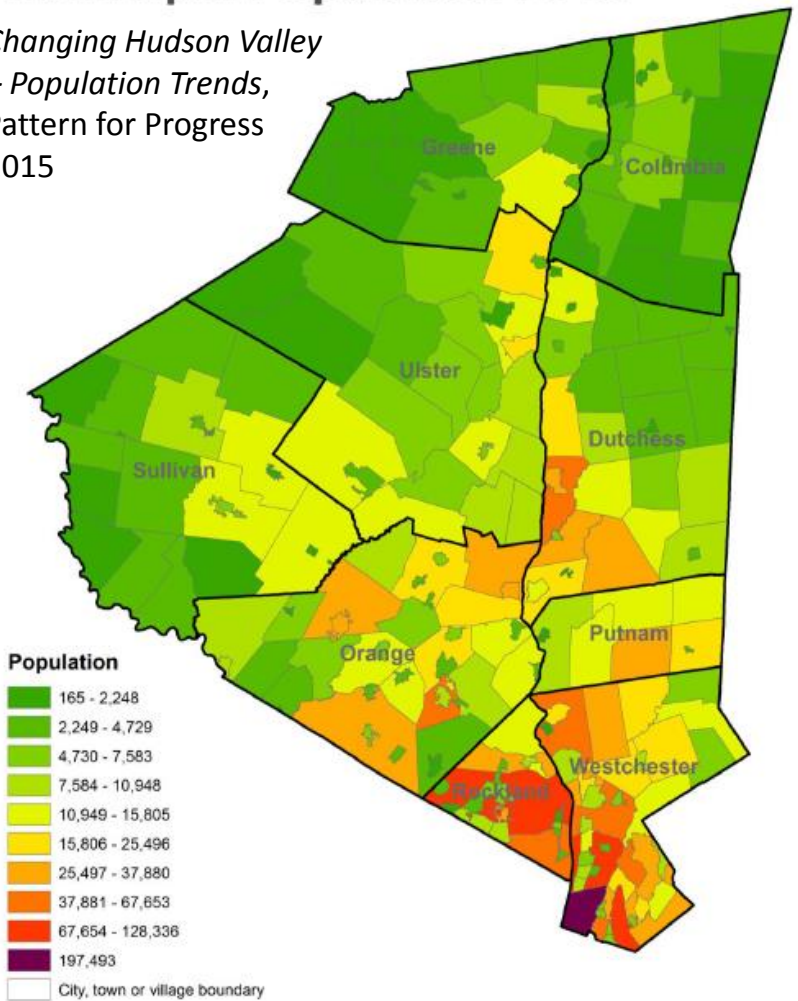 Changing Hudson Valley
- Population Trends,
Pattern for Progress
2015
Greene
Columbia
Ulster
Dutchess
Sullivan
Orange
Putnam
Westchester
Rockland
Population
165 - 2,248
2,249 - 4,729
4,730 - 7,583
7,584 - 10,948
10,949 - 15,805
15,806 - 25,496
25,497 - 37,880
37,881 - 67,653
67,654 - 128,336
197,493
City, town or village boundary